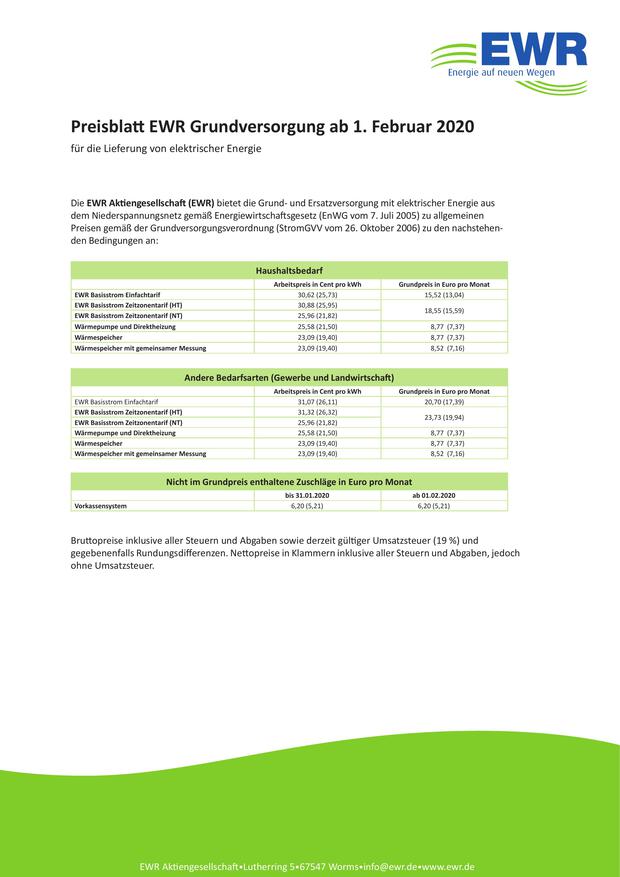 EWR
Energie auf neuen Wegen
Preisblatt EWR Grundversorgung ab 1. Februar 2020
für die Lieferung von elektrischer Energie
Die EWR Aktiengesellschaft (EWR) bietet die Grund- und Ersatzversorgung mit elektrischer Energie aus
dem Niederspannungsnetz gemäß Energiewirtschaftsgesetz (EnWG vom 7. Juli 2005) zu allgemeinen
Preisen gemäß der Grundversorgungsverordnung (StromGVV vom 26. Oktober 2006) zu den nachstehen-
den Bedingungen an:
Haushaltsbedarf
Arbeitspreis in Cent pro kWh Grundpreis in Euro pro Monat
EWR Basisstrom Einfachtarif 30,62 (25,73) 15,52 (13,04)
EWR Basisstrom Zeitzonentarif (HT) 30,88 (25,95) 18,55 (15,59)
EWR Basisstrom Zeitzonentarif (NT) 25,96 (21,82)
Wärmepumpe und Direktheizung 25,58 (21,50) 8,77 (7,37)
Wärmespeicher 23,09 (19,40) 8,77 (7,37)
Wärmespeicher mit gemeinsamer Messung 23,09 (19,40) 8,52 (7,16)
Andere Bedarfsarten (Gewerbe und Landwirtschaft)
Arbeitspreis in Cent pro kWh Grundpreis in Euro pro Monat
EWR Basisstrom Einfachtarif 31,07 (26,11) 20,70 (17,39)
EWR Basisstrom Zeitzonentarif (HT) 31,32 (26,32) 23,73 (19,94)
EWR Basisstrom Zeitzonentarif (NT) 25,96 (21,82)
Wärmepumpe und Direktheizung 25,58 (21,50) 8,77 (7,37)
Wärmespeicher 23,09 (19,40) 8,77 (7,37)
Wärmespeicher mit gemeinsamer Messung 23,09 (19,40) 8,52 (7,16)
Nicht im Grundpreis enthaltene Zuschläge in Euro pro Monat
bis 31.01.2020 ab 01.02.2020
Vorkassensystem 6,20 (5,21) 6,20 (5,21)
Bruttopreise inklusive aller Steuern und Abgaben sowie derzeit gültiger Umsatzsteuer (19 %) und
gegebenenfalls Rundungsdifferenzen. Nettopreise in Klammern inklusive aller Steuern und Abgaben, jedoch
ohne Umsatzsteuer.
EWR Aktiengesellschaft•Lutherring 5•67547 Worms•info@ewr.de•www.ewr.de